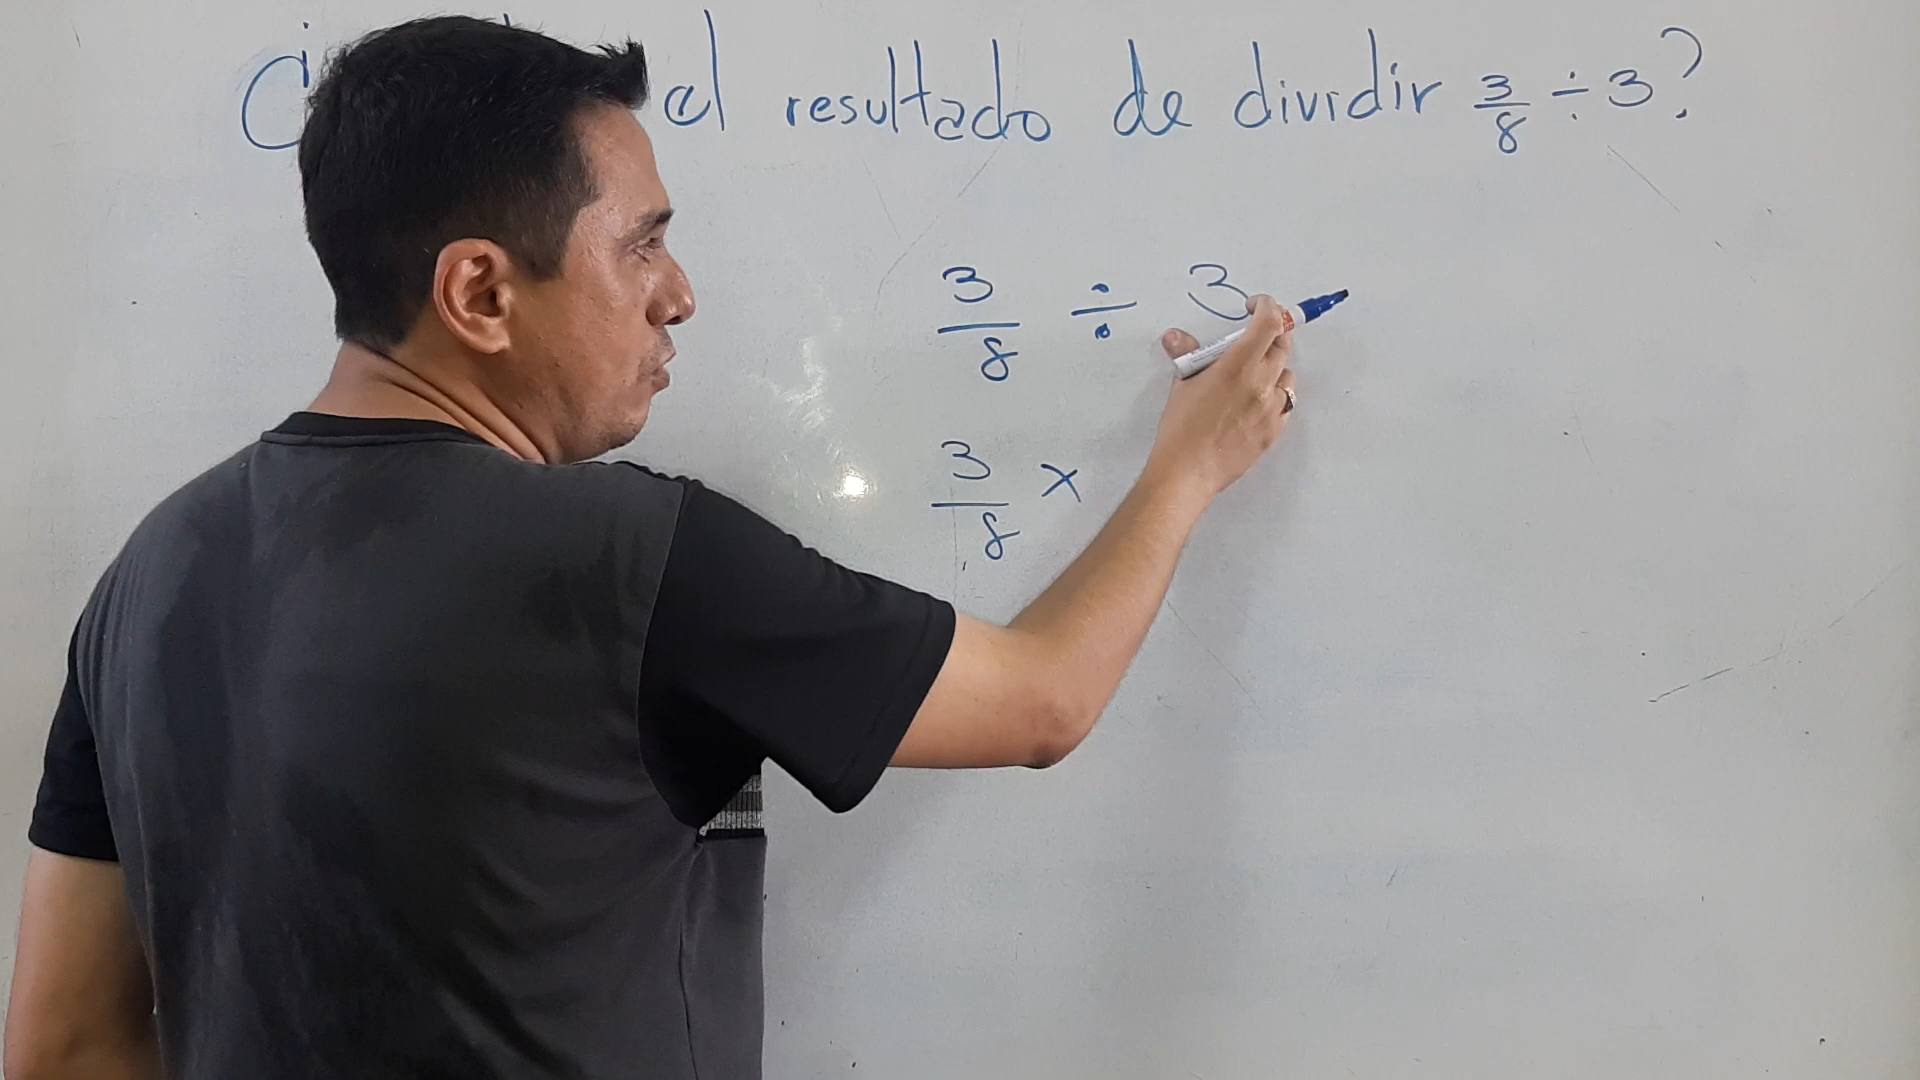 el resultado de dividir 3/8 ÷ 3?
3/8 ÷ 3
3/8 x